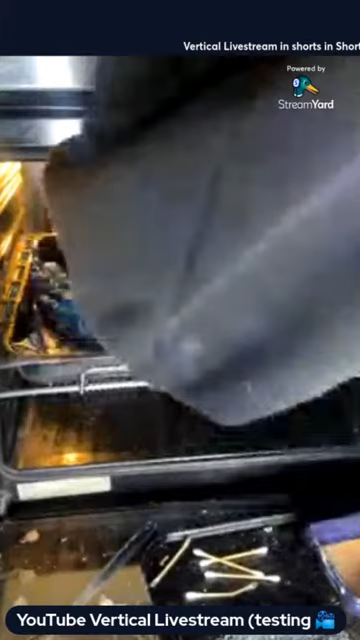 Vertical Livestream in shorts in Short
Powered by
StreamYard
YouTube Vertical Livestream (testing